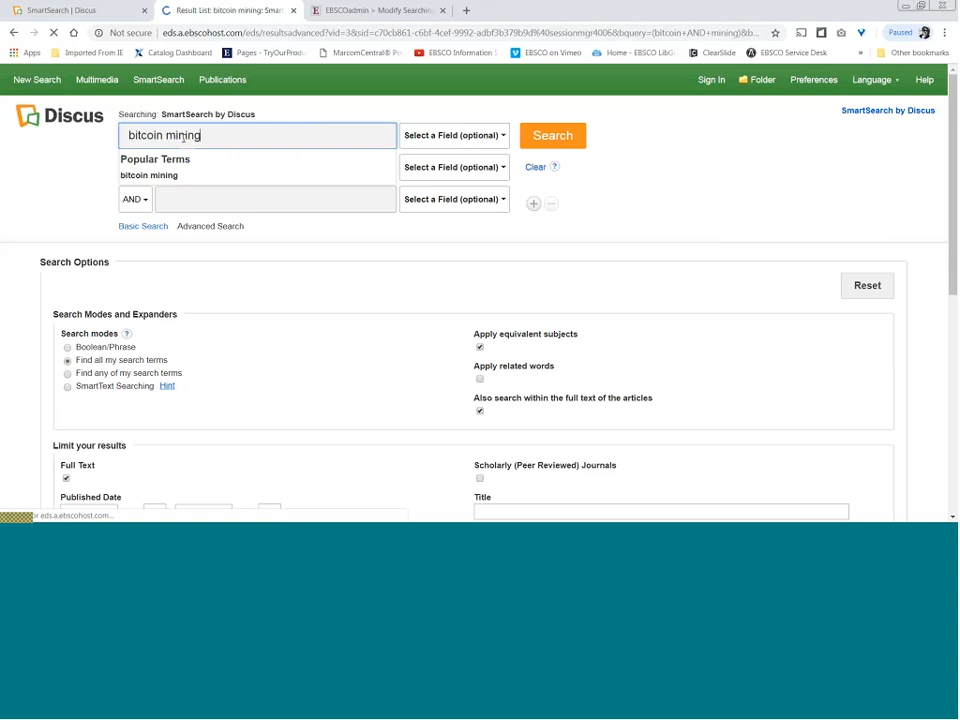 SmartSearch | Discus
Result List: bitcoin mining: Smar
EBSCOadmin > Modify Searching
Not secure | eds.a.ebscohost.com/eds/resultsadvanced?vid=3&sid=c70cb861-c6bf-4cef-9992-adbf3b379b9d%40sessionmgr4006&bquery=(bitcoin+AND+mining)&b...
Paused
Apps
Imported From IE
Catalog Dashboard
Pages - TryOurProdu
MarcomCentral® Po
EBSCO Information S
EBSCO on Vimeo
Home - EBSCO LibG
ClearSlide
EBSCO Service Desk
»
Other bookmarks
New Search Multimedia SmartSearch Publications
Sign In Folder Preferences Language Help
Discus
Searching: SmartSearch by Discus
SmartSearch by Discus
bitcoin mining
Select a Field (optional)
Search
Popular Terms
bitcoin mining
Select a Field (optional)
Clear ?
AND
Select a Field (optional)
Basic Search Advanced Search
Search Options
Reset
Search Modes and Expanders
Search modes ?
Boolean/Phrase
Find all my search terms
Find any of my search terms
SmartText Searching Hint
Apply equivalent subjects
Apply related words
Also search within the full text of the articles
Limit your results
Full Text
Scholarly (Peer Reviewed) Journals
Published Date
Title
or eds.a.ebscohost.com...